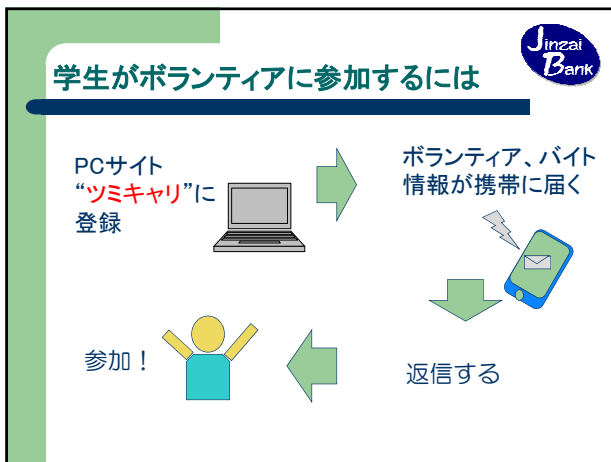 Jinzai
Bank
学生がボランティアに参加するには
PCサイト
“ツミキャリ”に
登録
ボランティア、バイト
情報が携帯に届く
返信する
参加！